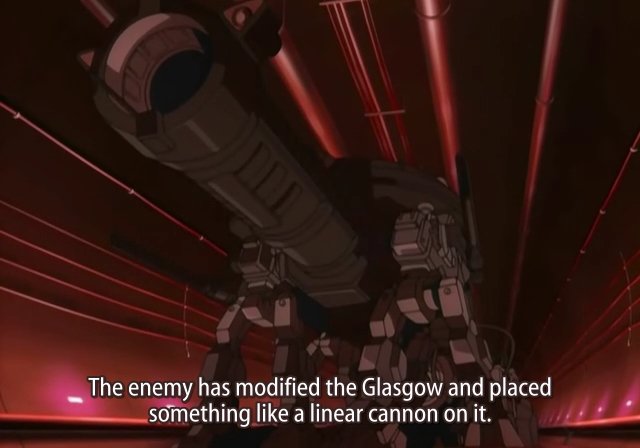 The enemy has modified the Glasgow and placed
something like a linear cannon on it.